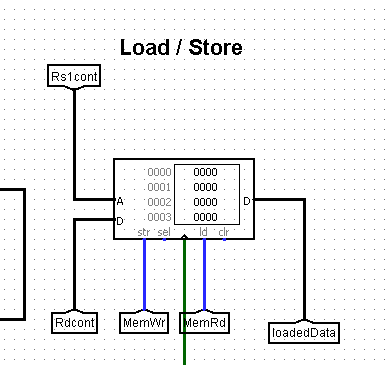 Load / Store
Rs1cont
0000 0000
0001 0000
A 0002 0000 D
D 0003 0000
str sel ld clr
Rdcont MemWr MemRd loadedData